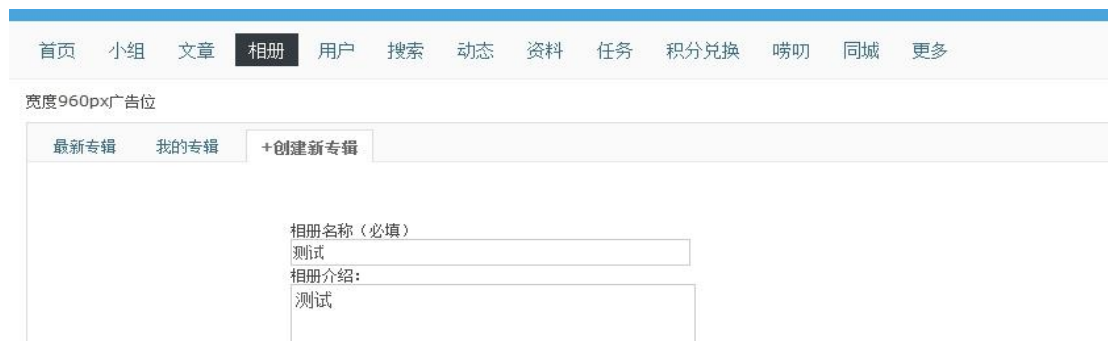 首页 小组 文章 相册 用户 搜索 动态 资料 任务 积分兑换 唠叨 同城 更多
宽度960px广告位
最新专辑 我的专辑 +创建新专辑
相册名称（必填）
测试
相册介绍:
测试